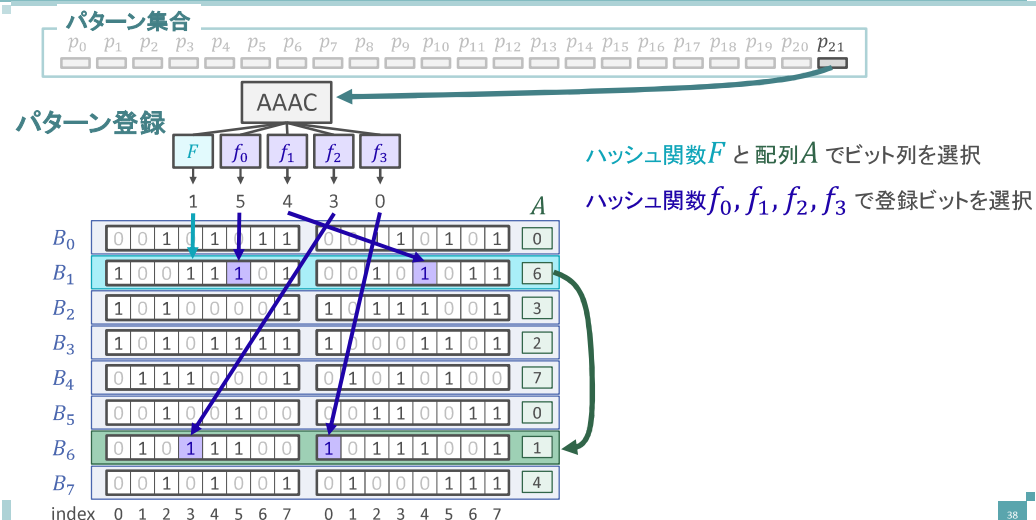 パターン集合
p₀ p₁ p₂ p₃ p₄ p₅ p₆ p₇ p₈ p₉ p₁₀ p₁₁ p₁₂ p₁₃ p₁₄ p₁₅ p₁₆ p₁₇ p₁₈ p₁₉ p₂₀ p₂₁
AAAC
パターン登録
F f₀ f₁ f₂ f₃
1 5 4 3 0
ハッシュ関数F と 配列A でビット列を選択
ハッシュ関数f₀, f₁, f₂, f₃ で登録ビットを選択
A
B₀ 0 0 1 0 1 0 1 1 0 0 0 1 0 1 0 1 0
B₁ 1 0 0 1 1 1 0 1 0 0 1 0 1 0 1 1 6
B₂ 1 0 1 0 0 0 0 1 1 0 1 1 1 0 0 1 3
B₃ 1 0 1 0 1 1 1 1 1 0 0 0 1 1 0 1 2
B₄ 0 1 1 1 0 0 0 1 0 1 0 1 0 1 0 0 7
B₅ 0 0 1 0 0 1 0 0 0 0 1 1 0 0 1 1 0
B₆ 0 1 0 1 1 1 0 0 1 0 1 1 1 0 0 1 1
B₇ 0 0 1 0 1 0 0 1 0 1 0 0 0 1 1 1 4
index 0 1 2 3 4 5 6 7 0 1 2 3 4 5 6 7
38